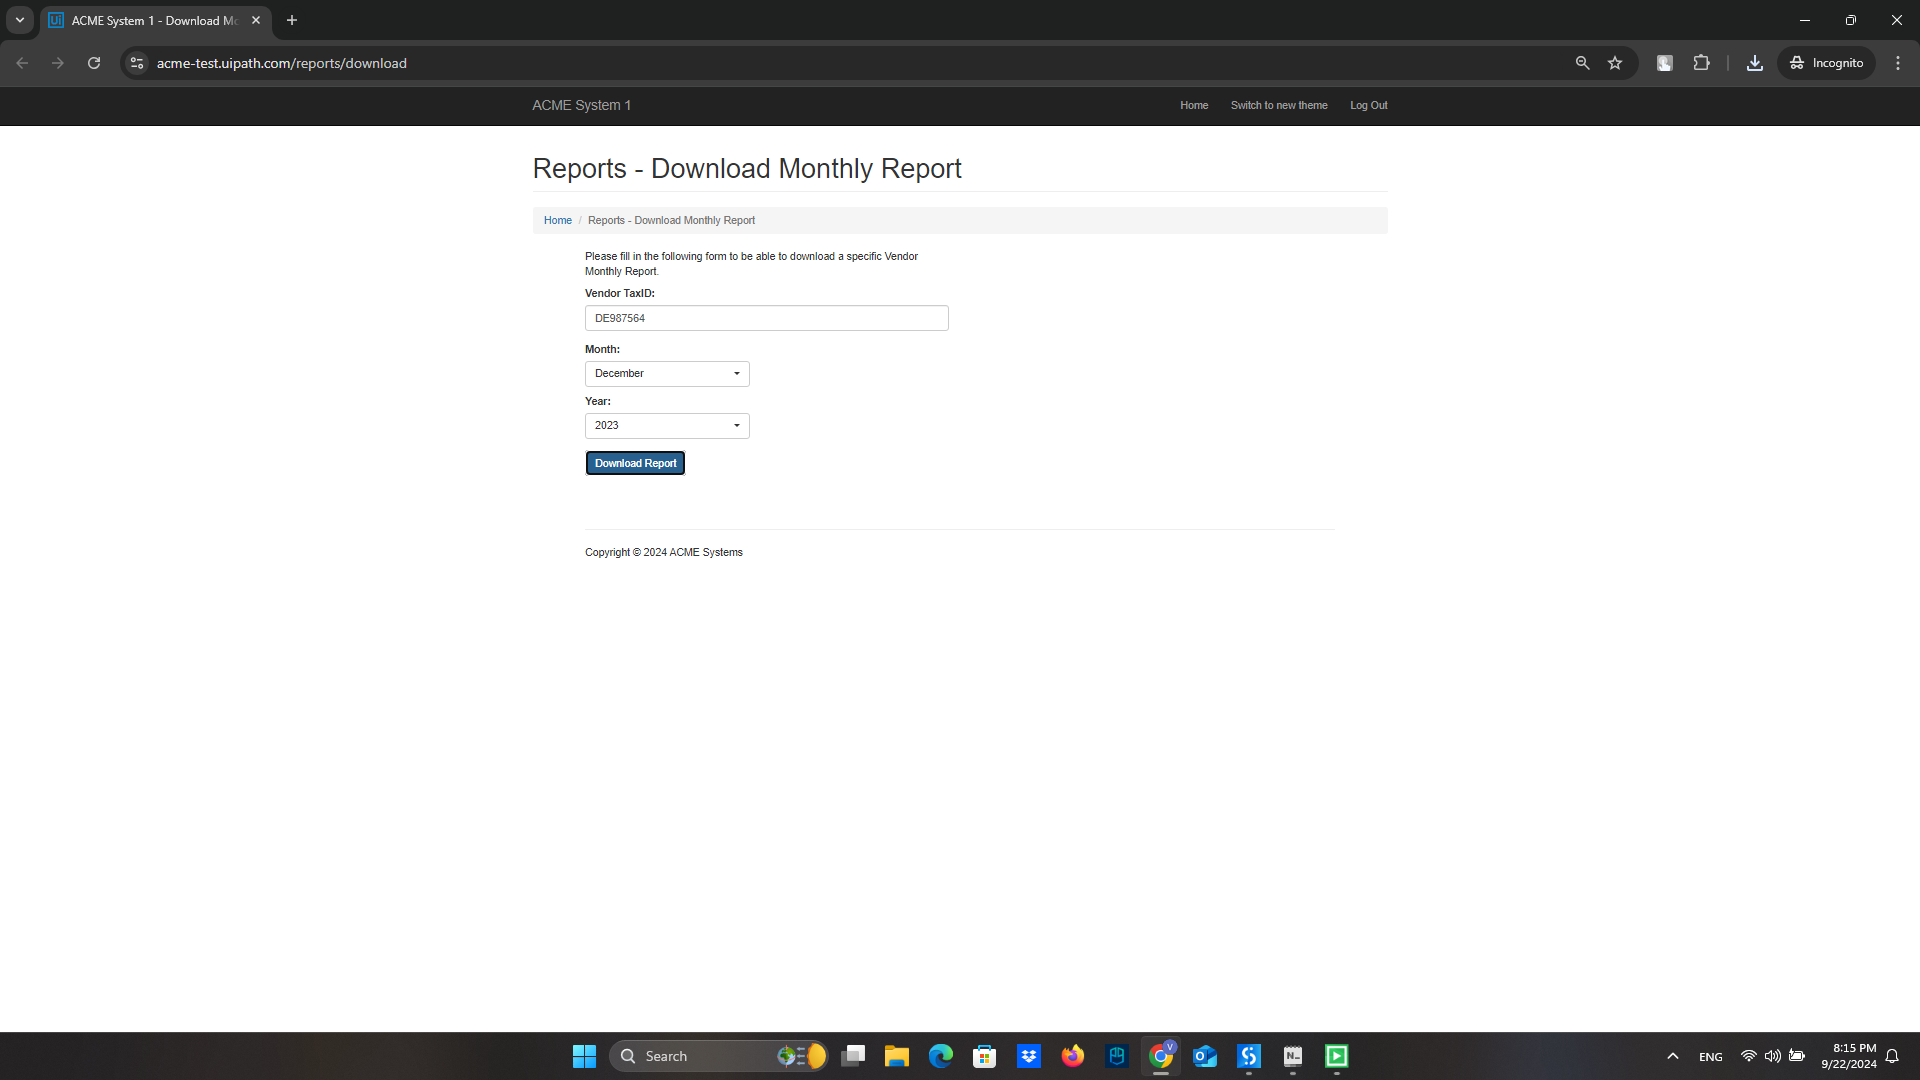 ACME System 1 - Download Mo
acme-test.uipath.com/reports/download
Incognito
ACME System 1
Home
Switch to new theme
Log Out
Reports - Download Monthly Report
Home / Reports - Download Monthly Report
Please fill in the following form to be able to download a specific Vendor
Monthly Report.
Vendor TaxID:
DE987564
Month:
December
Year:
2023
Download Report
Copyright © 2024 ACME Systems
Search
ENG
8:15 PM
9/22/2024